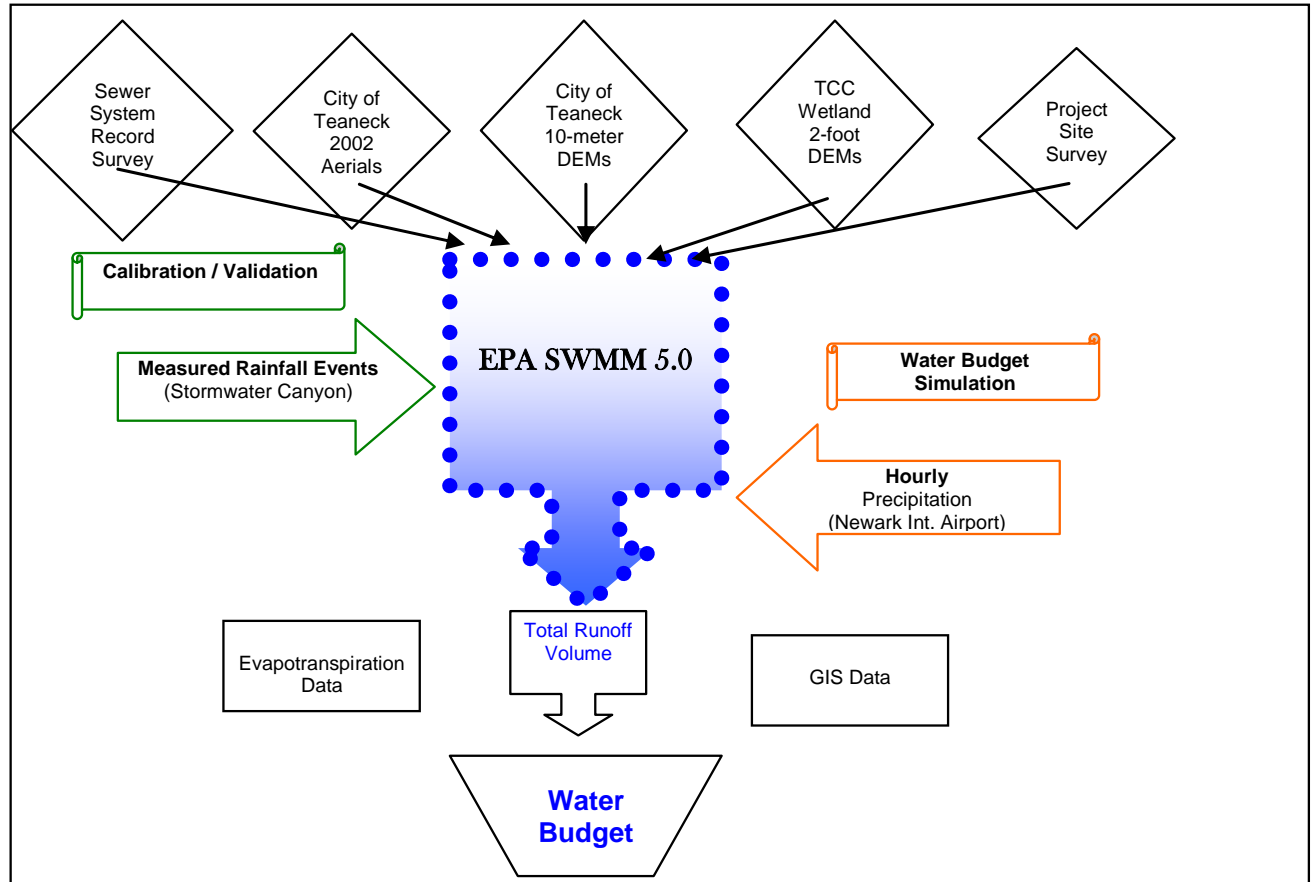 Sewer
System
Record
Survey
City of
Teaneck
2002
Aerials
City of
Teaneck
10-meter
DEMs
TCC
Wetland
2-foot
DEMs
Project
Site
Survey
Calibration / Validation
Measured Rainfall Events
(Stormwater Canyon)
EPA SWMM 5.0
Water Budget
Simulation
Hourly
Precipitation
(Newark Int. Airport)
Evapotranspiration
Data
Total Runoff
Volume
GIS Data
Water
Budget